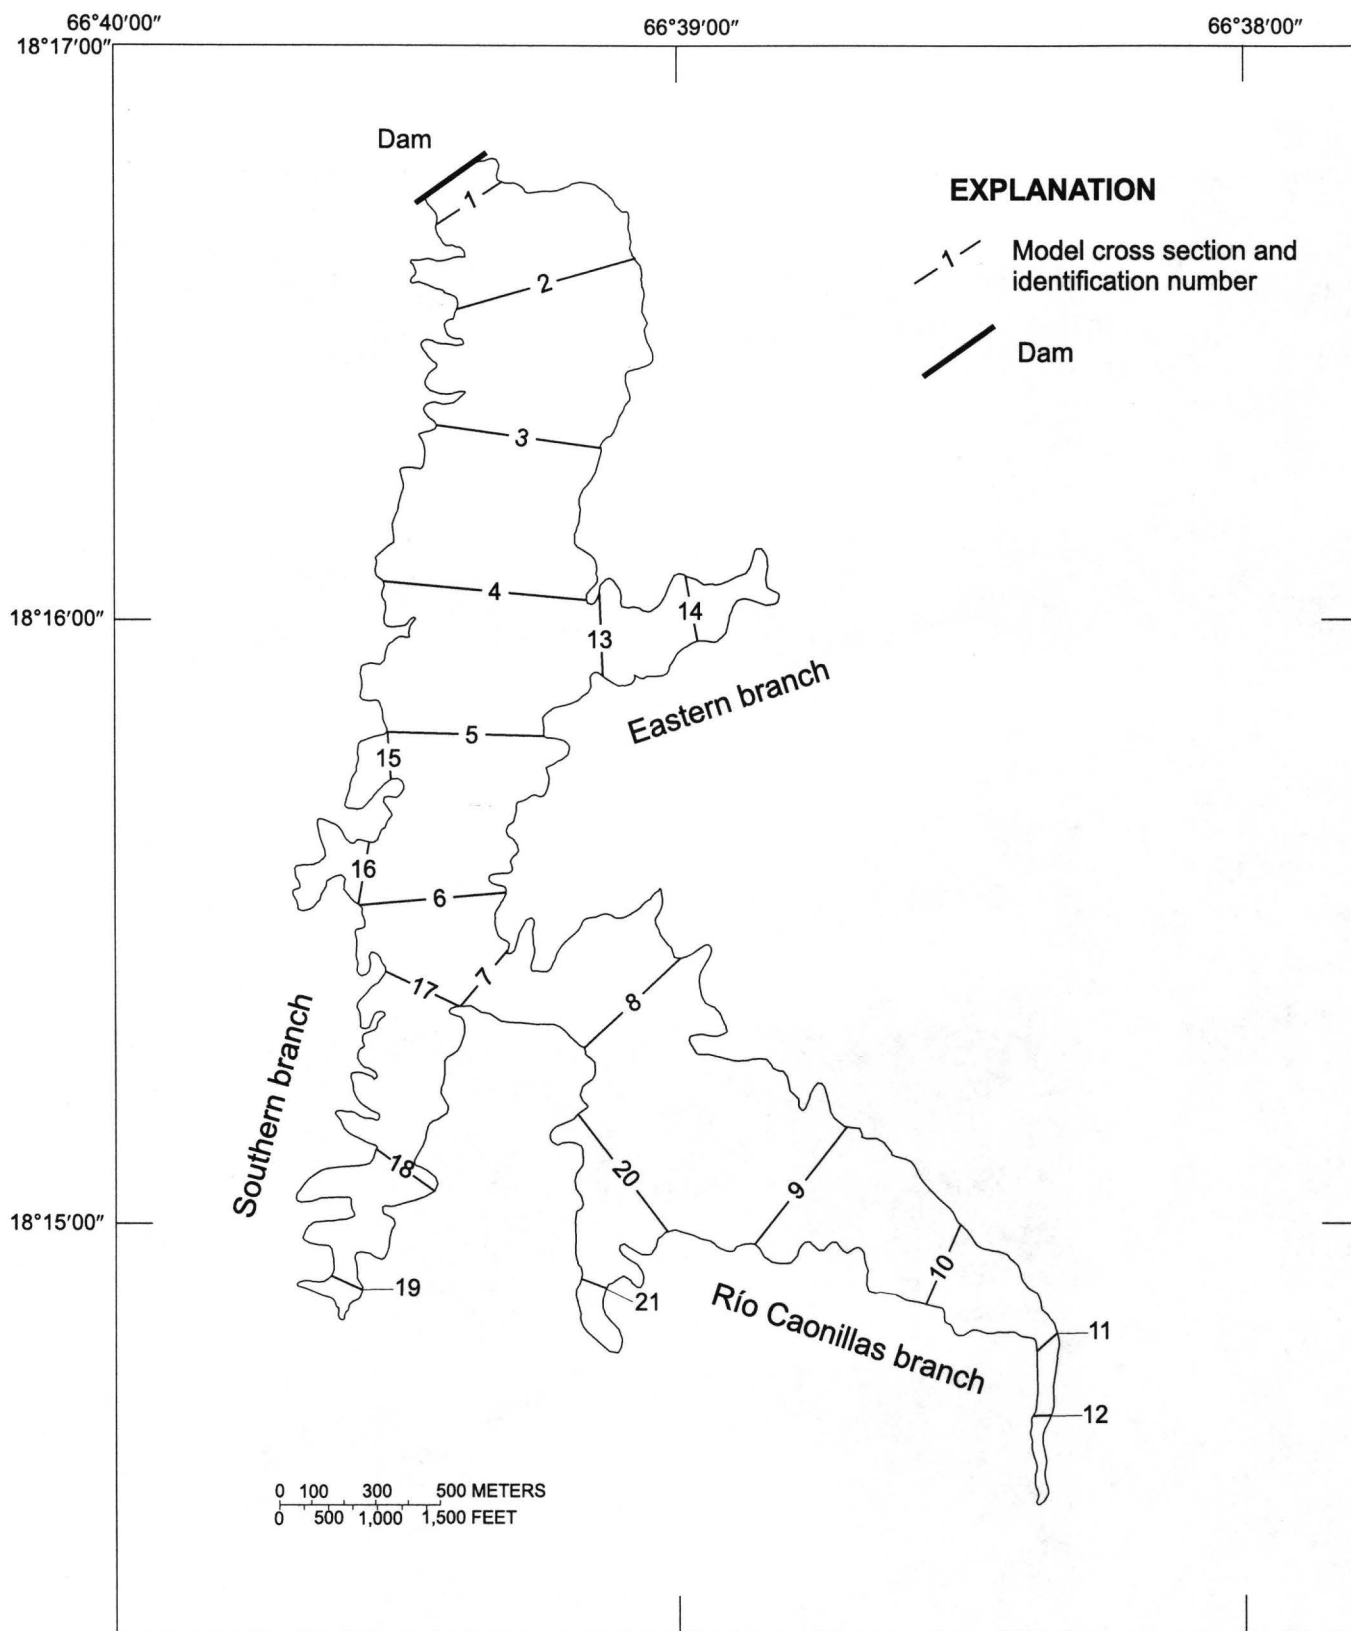 66°40′00″
66°39′00″
66°38′00″
18°17′00″
Dam
1
EXPLANATION
1
Model cross section and
identification number
2
Dam
3
4
18°16′00″
14
13
Eastern branch
5
15
16
6
7
17
8
Southern branch
18
20
9
18°15′00″
10
19
21
Río Caonillas branch
11
12
0 100 300 500 METERS
0 500 1,000 1,500 FEET